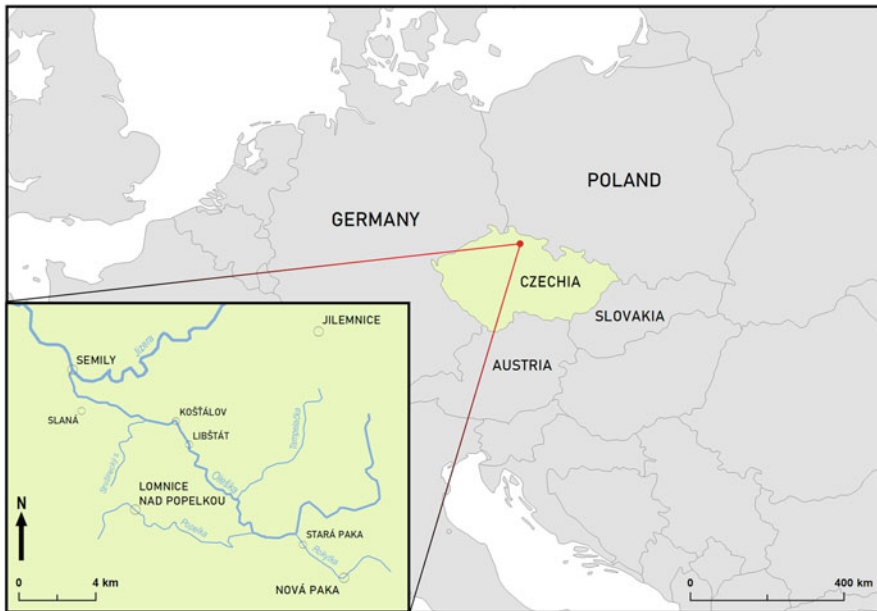 POLAND
GERMANY
CZECHIA
SLOVAKIA
AUSTRIA
JILEMNICE
Jizera
SEMILY
SLANÁ
KOŠŤÁLOV
LIBŠTÁT
Tampelačka
Oleška
LOMNICE
NAD POPELKOU
Popelka
STARÁ PAKA
Rokytka
NOVÁ PAKA
N
0 4 km
0 400 km